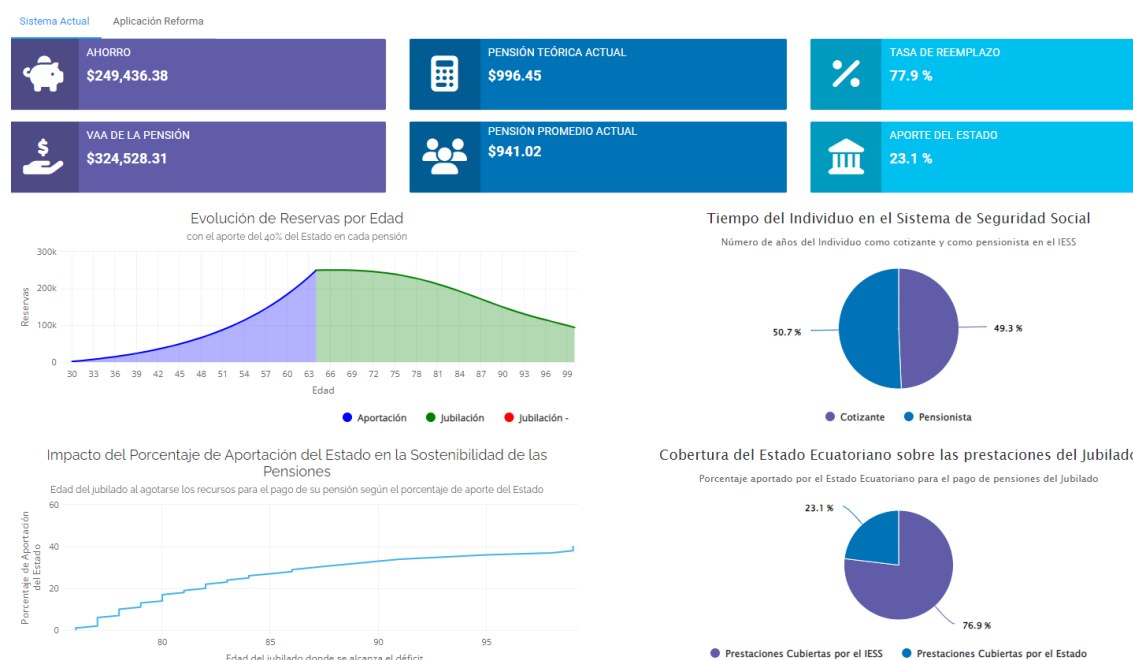 Sistema Actual Aplicación Reforma
AHORRO
$249,436.38
PENSIÓN TEÓRICA ACTUAL
$996.45
TASA DE REEMPLAZO
77.9 %
VAA DE LA PENSIÓN
$324,528.31
PENSIÓN PROMEDIO ACTUAL
$941.02
APORTE DEL ESTADO
23.1 %
Evolución de Reservas por Edad
con el aporte del 40% del Estado en cada pensión
300k
200k
100k
0
Reservas
30 33 36 39 42 45 48 51 54 57 60 63 66 69 72 75 78 81 84 87 90 93 96 99
Edad
Aportación Jubilación Jubilación -
Tiempo del Individuo en el Sistema de Seguridad Social
Número de años del Individuo como cotizante y como pensionista en el IESS
50.7 %
49.3 %
Cotizante Pensionista
Impacto del Porcentaje de Aportación del Estado en la Sostenibilidad de las
Pensiones
Edad del jubilado al agotarse los recursos para el pago de su pensión según el porcentaje de aporte del Estado
60
40
20
0
Porcentaje de Aportación
del Estado
80 85 90 95
Edad del jubilado donde se alcanza el déficit
Cobertura del Estado Ecuatoriano sobre las prestaciones del Jubilado
Porcentaje aportado por el Estado Ecuatoriano para el pago de pensiones del Jubilado
23.1 %
76.9 %
Prestaciones Cubiertas por el IESS Prestaciones Cubiertas por el Estado